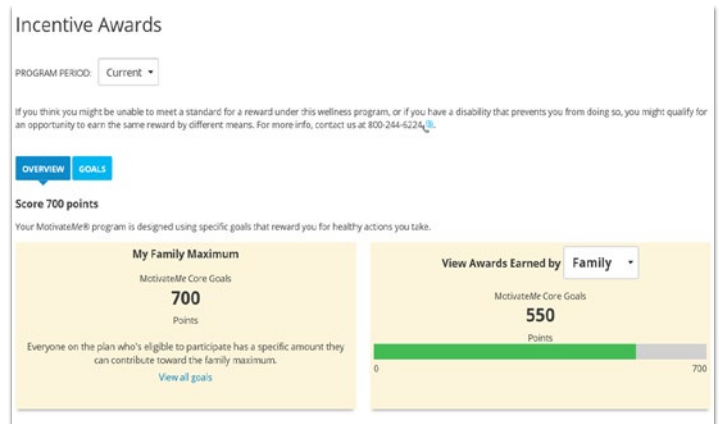 Incentive Awards
PROGRAM PERIOD: Current
If you think you might be unable to meet a standard for a reward under this wellness program, or if you have a disability that prevents you from doing so, you might qualify for
an opportunity to earn the same reward by different means. For more info, contact us at 800-244-6224.
OVERVIEW GOALS
Score 700 points
Your MotivateMe® program is designed using specific goals that reward you for healthy actions you take.
My Family Maximum
MotivateMe Core Goals
700
Points
Everyone on the plan who's eligible to participate has a specific amount they
can contribute toward the family maximum.
View all goals
View Awards Earned by Family
MotivateMe Core Goals
550
Points
0 700